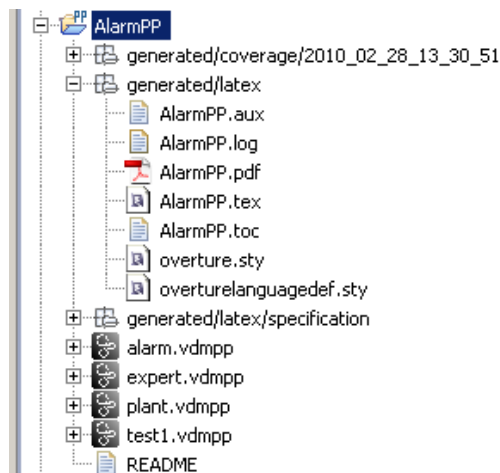 AlarmPP
generated/coverage/2010_02_28_13_30_51
generated/latex
AlarmPP.aux
AlarmPP.log
AlarmPP.pdf
AlarmPP.tex
AlarmPP.toc
overture.sty
overturelanguagedef.sty
generated/latex/specification
alarm.vdmpp
expert.vdmpp
plant.vdmpp
test1.vdmpp
README